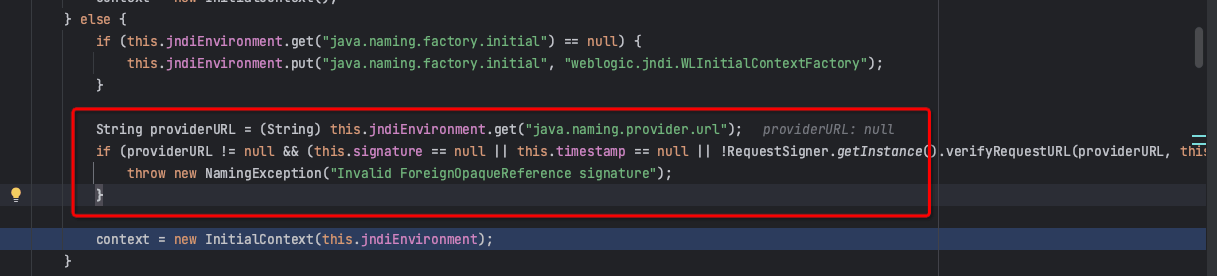 context = new InitialContext();
} else {
if (this.jndiEnvironment.get("java.naming.factory.initial") == null) {
this.jndiEnvironment.put("java.naming.factory.initial", "weblogic.jndi.WLInitialContextFactory");
}
String providerURL = (String) this.jndiEnvironment.get("java.naming.provider.url");   providerURL: null
if (providerURL != null && (this.signature == null || this.timestamp == null || !RequestSigner.getInstance().verifyRequestURL(providerURL, this
throw new NamingException("Invalid ForeignOpaqueReference signature");
}
context = new InitialContext(this.jndiEnvironment);
}